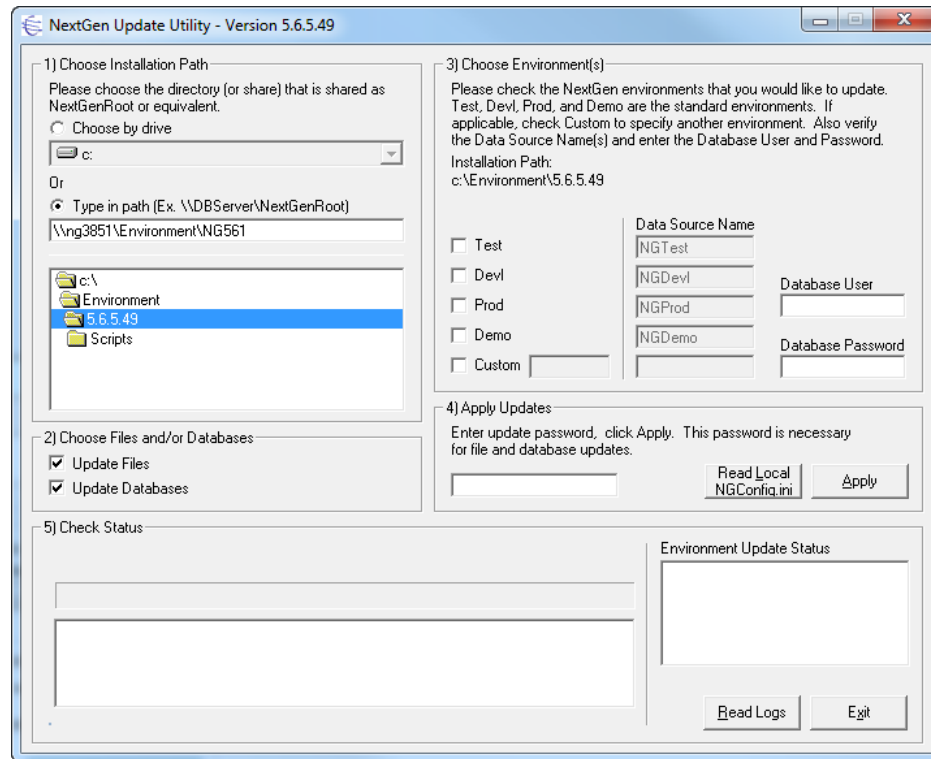 NextGen Update Utility - Version 5.6.5.49
1) Choose Installation Path
Please choose the directory (or share) that is shared as
NextGenRoot or equivalent.
Choose by drive
c:
Or
Type in path (Ex. \\DBServer\NextGenRoot)
\\ng3851\Environment\NG561
c:\
Environment
5.6.5.49
Scripts
2) Choose Files and/or Databases
Update Files
Update Databases
3) Choose Environment(s)
Please check the NextGen environments that you would like to update.
Test, Devl, Prod, and Demo are the standard environments. If
applicable, check Custom to specify another environment. Also verify
the Data Source Name(s) and enter the Database User and Password.
Installation Path:
c:\Environment\5.6.5.49
Data Source Name
Test
NGTest
Devl
NGDevl
Database User
Prod
NGProd
Demo
NGDemo
Database Password
Custom
4) Apply Updates
Enter update password, click Apply. This password is necessary
for file and database updates.
Read Local
NGConfig.ini
Apply
5) Check Status
Environment Update Status
Read Logs
Exit